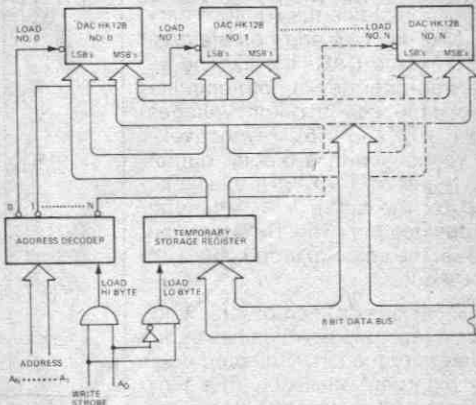 DAC HK12B
NO. 0
LSB's MSB's
LOAD
NO. 0
DAC HK12B
NO. 1
LSB's MSB's
LOAD
NO. 1
DAC HK12B
NO. N
LSB's MSB's
LOAD
NO. N
0 1 N
ADDRESS DECODER
TEMPORARY
STORAGE REGISTER
LOAD
HI BYTE
LOAD
LO BYTE
8 BIT DATA BUS
ADDRESS
A₁
WRITE
STROBE
A₀